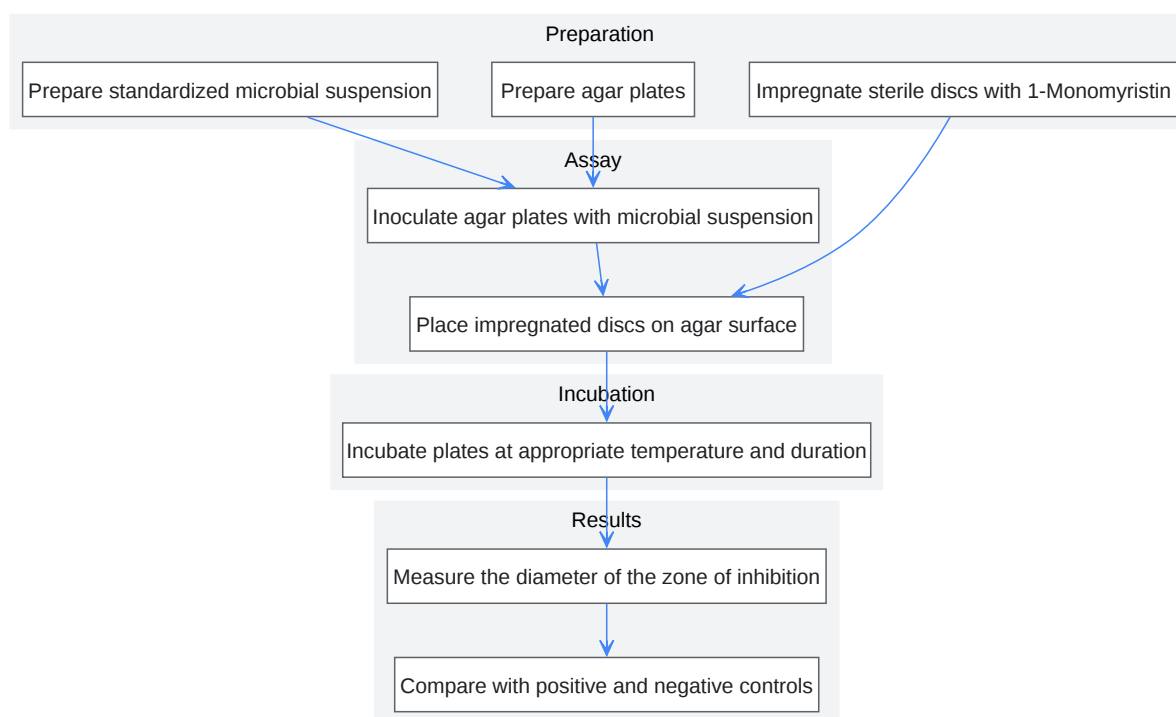 Preparation
Prepare standardized microbial suspension
Prepare agar plates
Impregnate sterile discs with 1-Monomyristin
Assay
Inoculate agar plates with microbial suspension
Place impregnated discs on agar surface
Incubation
Incubate plates at appropriate temperature and duration
Results
Measure the diameter of the zone of inhibition
Compare with positive and negative controls